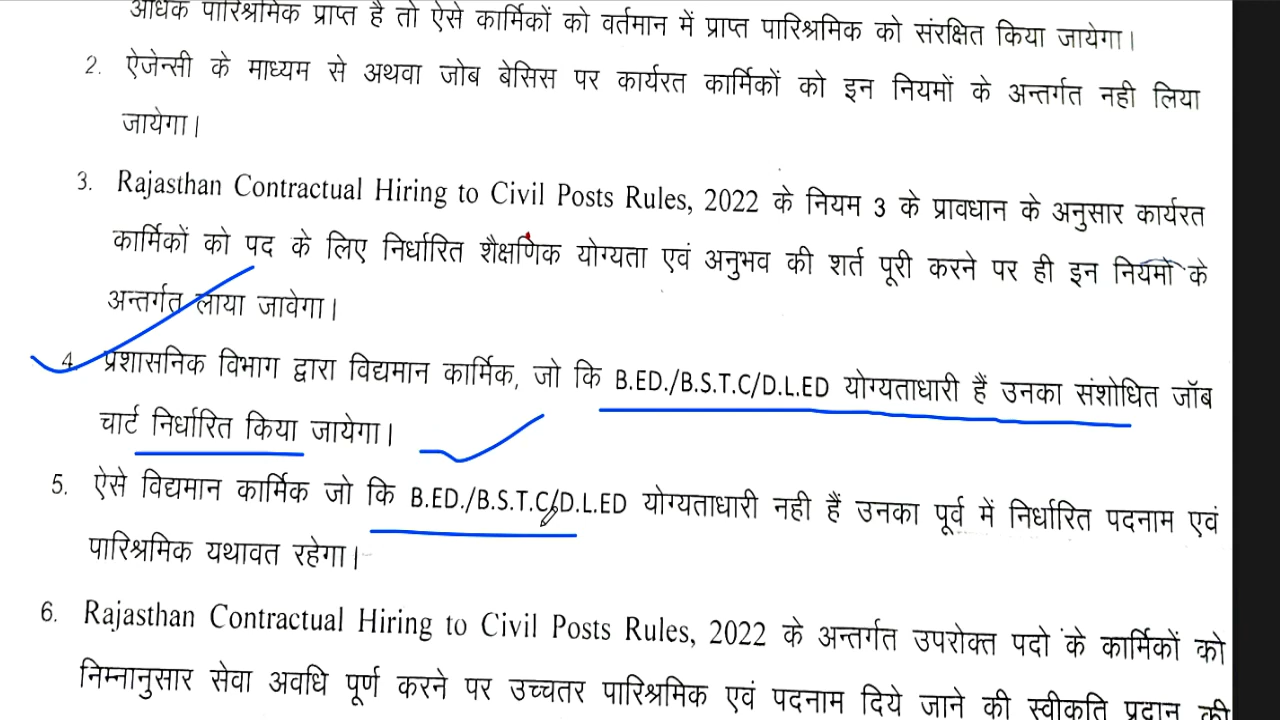 अधिक पारिश्रमिक प्राप्त है तो ऐसे कार्मिकों को वर्तमान में प्राप्त पारिश्रमिक को संरक्षित किया जायेगा।
2. ऐजेन्सी के माध्यम से अथवा जोब बेसिस पर कार्यरत कार्मिकों को इन नियमों के अन्तर्गत नही लिया
जायेगा।
3. Rajasthan Contractual Hiring to Civil Posts Rules, 2022 के नियम 3 के प्रावधान के अनुसार कार्यरत
कार्मिकों को पद के लिए निर्धारित शैक्षणिक योग्यता एवं अनुभव की शर्त पूरी करने पर ही इन नियमों के
अन्तर्गत लाया जावेगा।
4. प्रशासनिक विभाग द्वारा विद्यमान कार्मिक, जो कि B.ED./B.S.T.C/D.L.ED योग्यताधारी हैं उनका संशोधित जॉब
चार्ट निर्धारित किया जायेगा।
5. ऐसे विद्यमान कार्मिक जो कि B.ED./B.S.T.C/D.L.ED योग्यताधारी नही हैं उनका पूर्व में निर्धारित पदनाम एवं
पारिश्रमिक यथावत रहेगा।
6. Rajasthan Contractual Hiring to Civil Posts Rules, 2022 के अन्तर्गत उपरोक्त पदो के कार्मिकों को
निम्नानुसार सेवा अवधि पूर्ण करने पर उच्चतर पारिश्रमिक एवं पदनाम दिये जाने की स्वीकृति प्रदान की